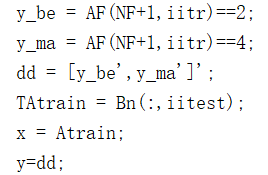 y_be = AF(NF+1,iitr)==2;
y_ma = AF(NF+1,iitr)==4;
dd = [y_be',y_ma']';
TAtrain = Bn(:,iitest);
x = Atrain;
y=dd;